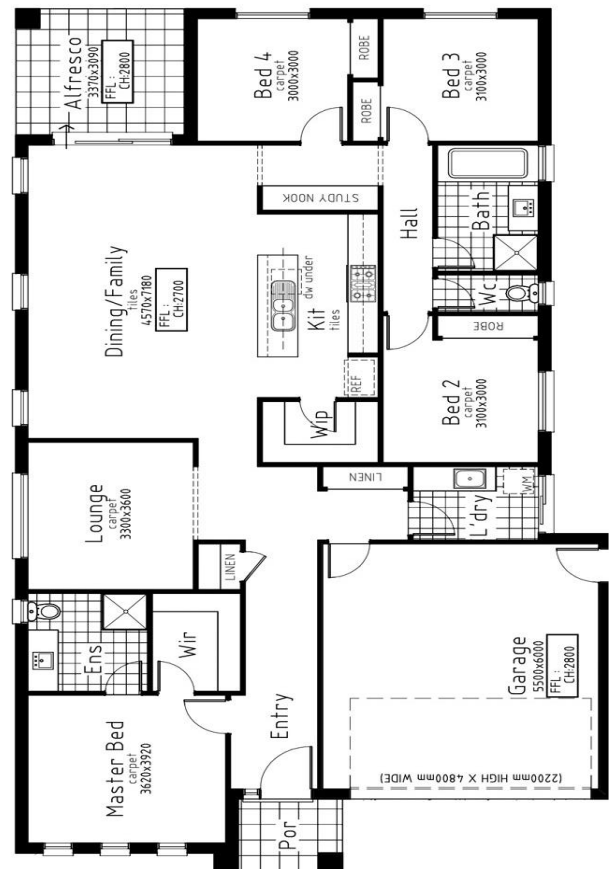 Alfresco
3370x3090
FFL :
CH:2800
Bed 4
carpet
3000x3000
ROBE
ROBE
Bed 3
carpet
3100x3000
STUDY NOOK
Hall
Bath
WC
Dining/Family
tiles
4570x7180
FFL :
CH:2700
Kit
tiles
dw under
REF
WIP
ROBE
Bed 2
carpet
3100x3000
Lounge
carpet
3300x3600
LINEN
LINEN
L'dry
WM
Ens
Wir
Entry
Garage
5500x6000
FFL :
CH:2800
(2200mm HIGH X 4800mm WIDE)
Master Bed
carpet
3620x3920
Por